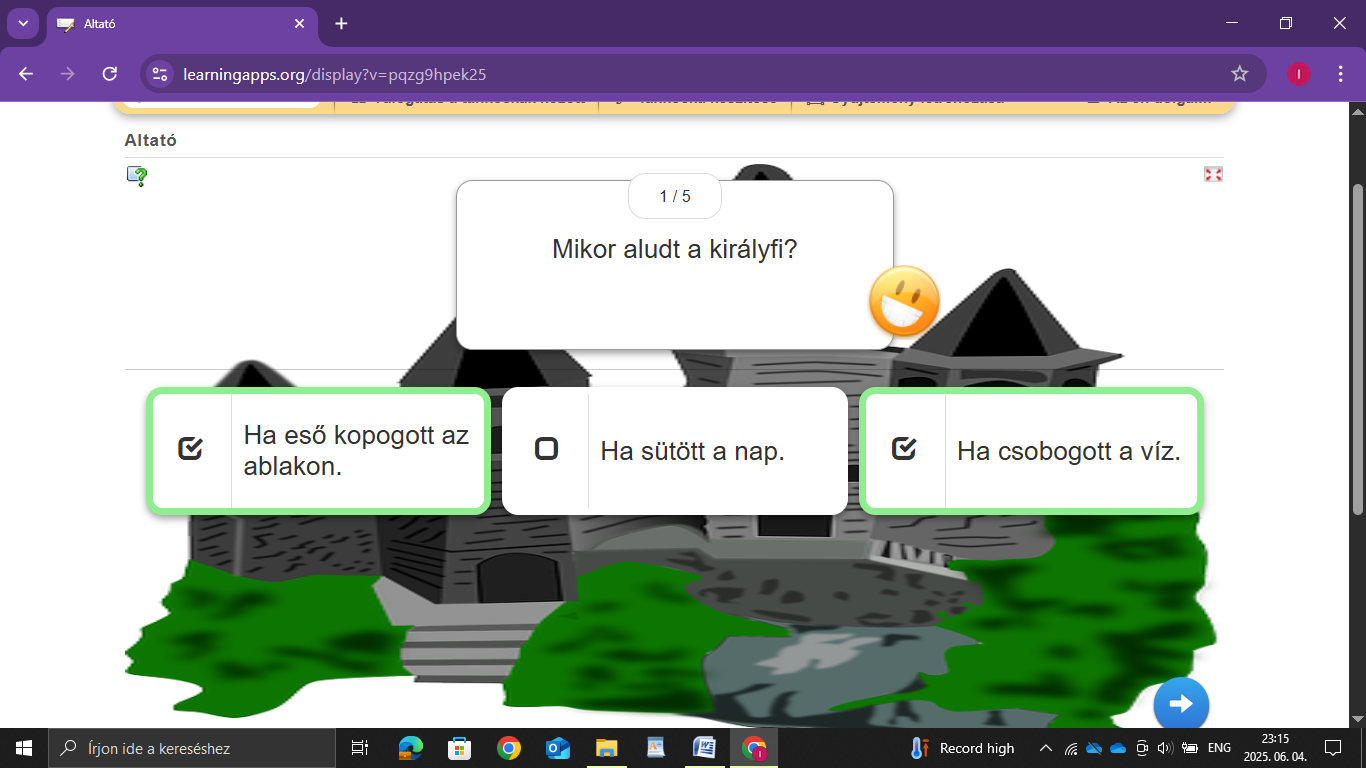 Altató
learningapps.org/display?v=pqzg9hpek25
I
Altató
1 / 5
Mikor aludt a királyfi?
Ha eső kopogott az
ablakon.
Ha sütött a nap.
Ha csobogott a víz.
Írjon ide a kereséshez
Record high
ENG
23:15
2025. 06. 04.